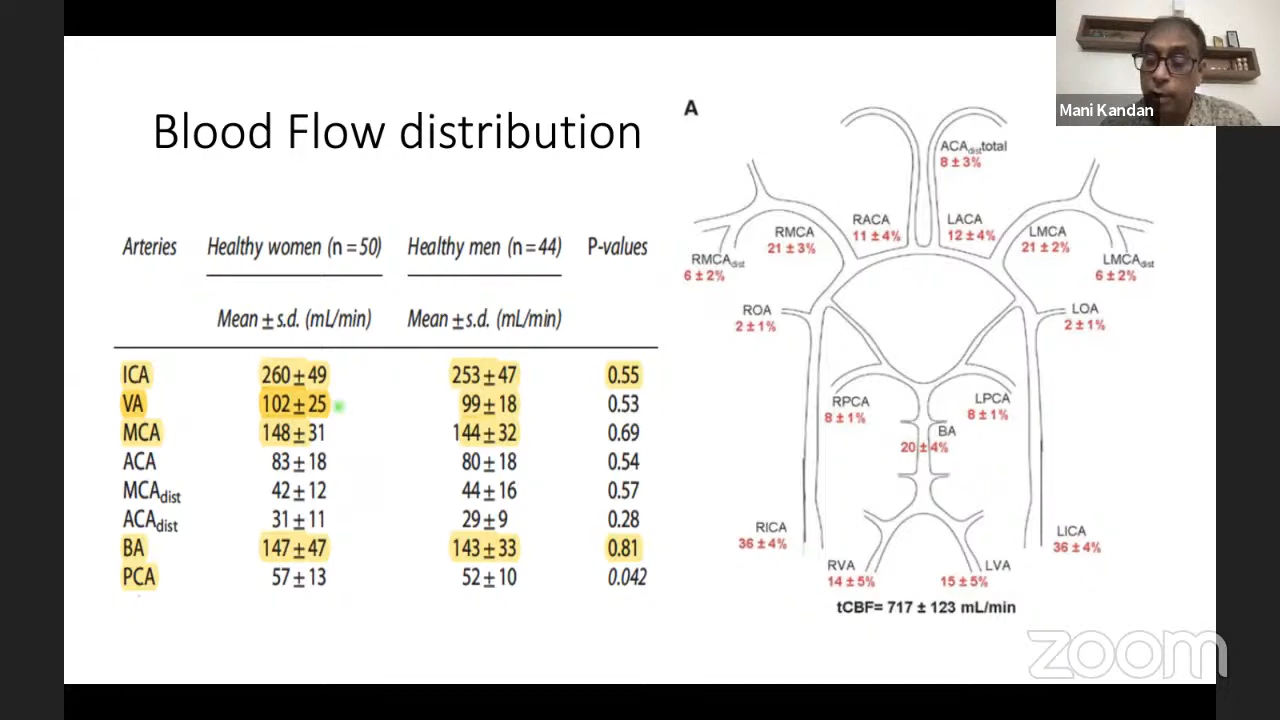 Blood Flow distribution
Arteries Healthy women (n = 50) Healthy men (n = 44) P-values
Mean ± s.d. (mL/min) Mean ± s.d. (mL/min)
ICA 260 ± 49 253 ± 47 0.55
VA 102 ± 25 99 ± 18 0.53
MCA 148 ± 31 144 ± 32 0.69
ACA 83 ± 18 80 ± 18 0.54
MCAdist 42 ± 12 44 ± 16 0.57
ACAdist 31 ± 11 29 ± 9 0.28
BA 147 ± 47 143 ± 33 0.81
PCA 57 ± 13 52 ± 10 0.042
A
ACAdisttotal
8 ± 3%
RACA
11 ± 4%
LACA
12 ± 4%
RMCA
21 ± 3%
LMCA
21 ± 2%
RMCAdist
6 ± 2%
LMCAdist
6 ± 2%
ROA
2 ± 1%
LOA
2 ± 1%
RPCA
8 ± 1%
LPCA
8 ± 1%
BA
20 ± 4%
RICA
36 ± 4%
LICA
36 ± 4%
RVA
14 ± 5%
LVA
15 ± 5%
tCBF= 717 ± 123 mL/min
Mani Kandan
zoom